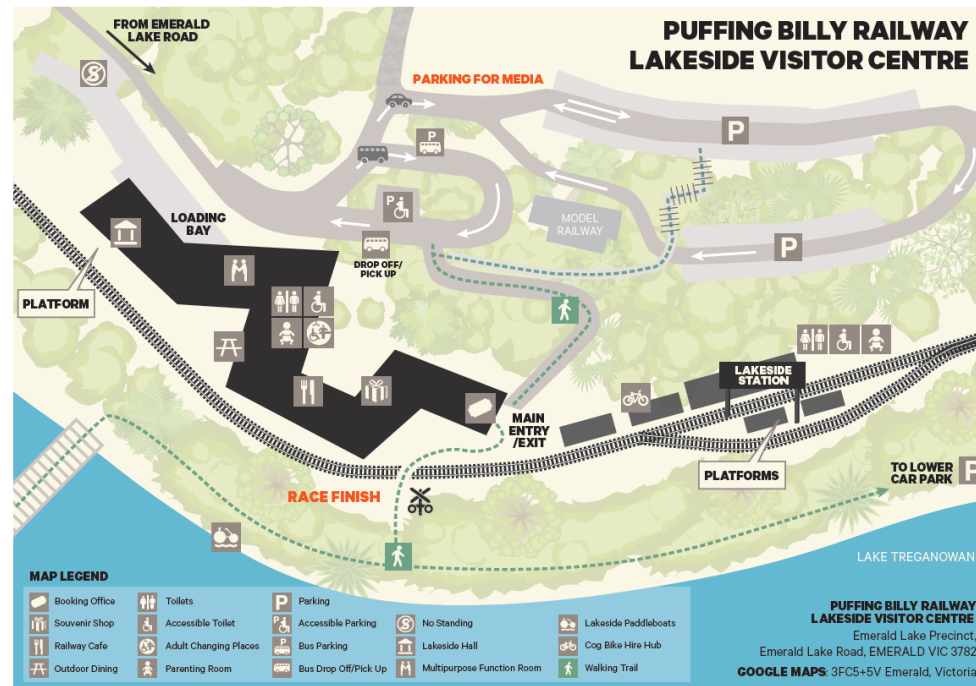 FROM EMERALD
LAKE ROAD
PUFFING BILLY RAILWAY
LAKESIDE VISITOR CENTRE
PARKING FOR MEDIA
S
P
P
P
P
LOADING
BAY
MODEL
RAILWAY
DROP OFF/
PICK UP
PLATFORM
LAKESIDE
STATION
MAIN
ENTRY
/EXIT
PLATFORMS
TO LOWER
CAR PARK
P
RACE FINISH
LAKE TREGANOWAN
MAP LEGEND
Booking Office
Souvenir Shop
Railway Cafe
Outdoor Dining
Toilets
Accessible Toilet
Adult Changing Places
Parenting Room
P
Parking
P
Accessible Parking
P
Bus Parking
Bus Drop Off/Pick Up
S
No Standing
Lakeside Hall
Multipurpose Function Room
Lakeside Paddleboats
Cog Bike Hire Hub
Walking Trail
PUFFING BILLY RAILWAY
LAKESIDE VISITOR CENTRE
Emerald Lake Precinct,
Emerald Lake Road, EMERALD VIC 3782
GOOGLE MAPS: 3FC5+5V Emerald, Victoria